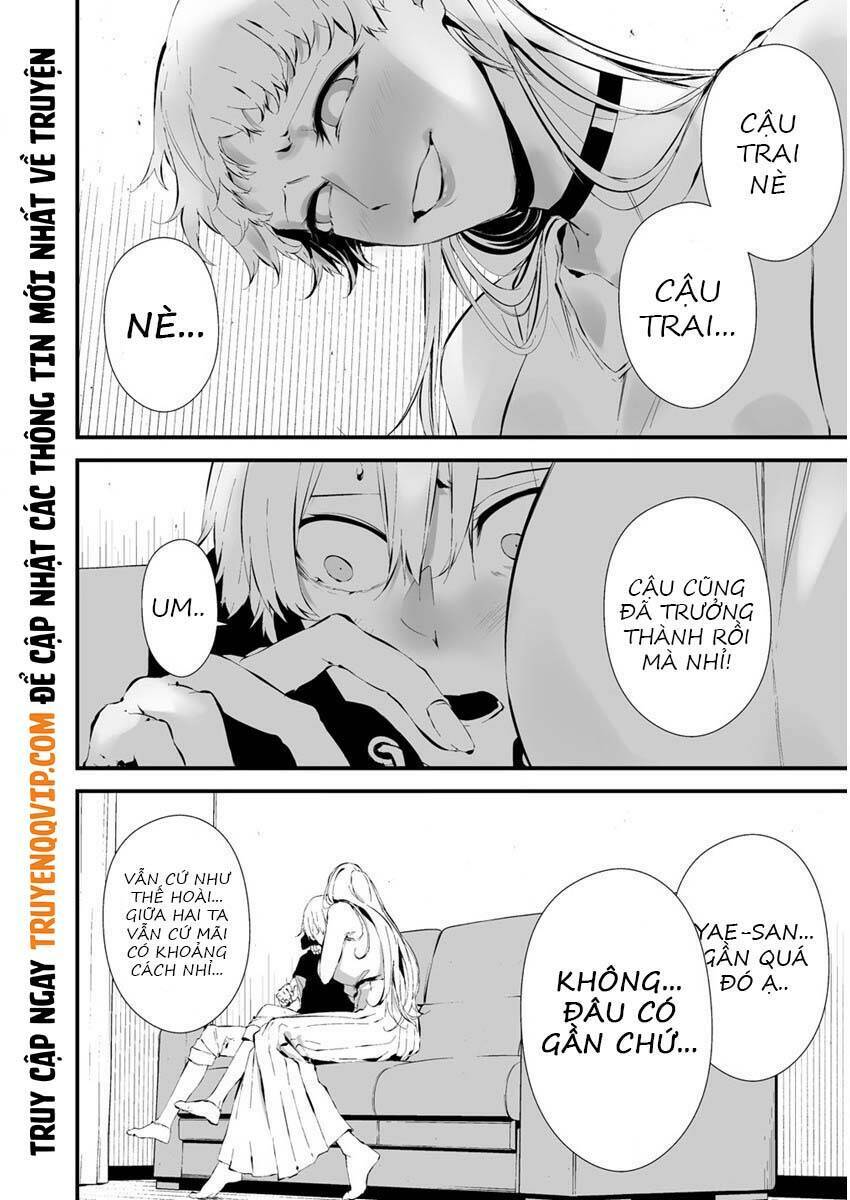 CẬU
TRAI
NÈ
CẬU
TRAI...
NÈ...
CẬU CŨNG
ĐÃ TRƯỞNG
THÀNH RỒI
MÀ NHỈ!
UM..
YAE-SAN...
GẦN QUÁ
ĐÓ Ạ..
KHÔNG...
ĐÂU CÓ
GẦN CHỨ...
VẪN CỨ NHƯ
THẾ HOÀI...
GIỮA HAI TA
VẪN CỨ MÃI
CÓ KHOẢNG
CÁCH NHỈ...
TRUY CẬP NGAY TRUYENQQVIP.COM ĐỂ CẬP NHẬT CÁC THÔNG TIN MỚI NHẤT VỀ TRUYỆN